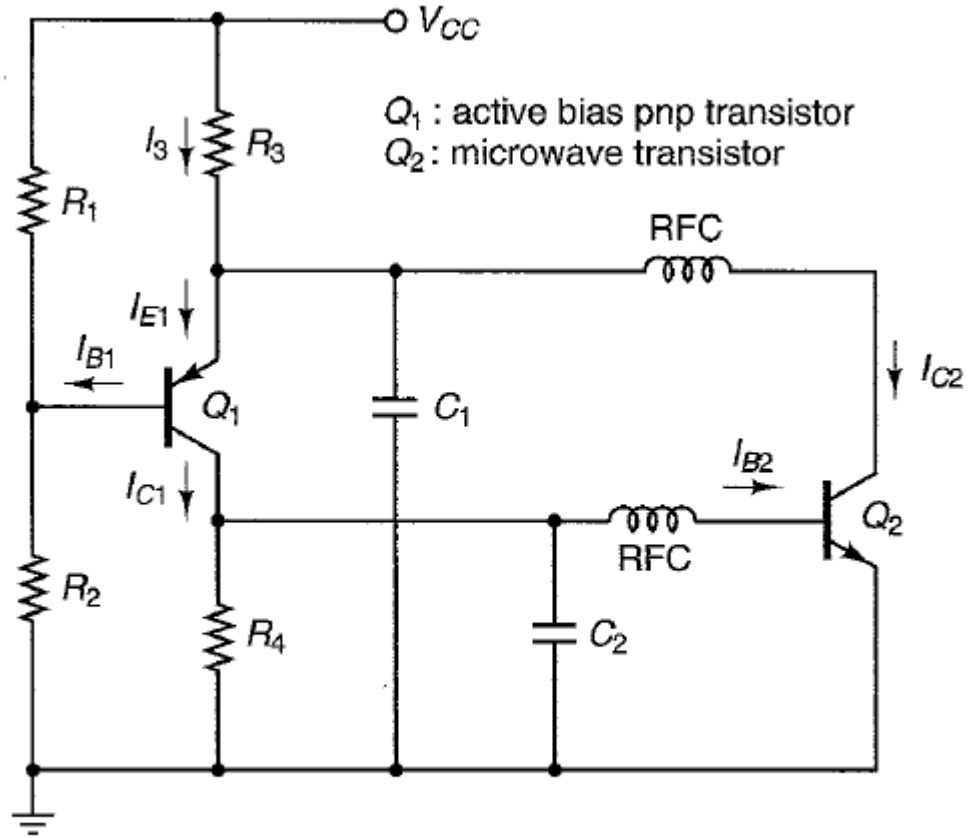 V_CC
Q_1 : active bias pnp transistor
Q_2 : microwave transistor
I_3
R_3
R_1
RFC
I_E1
I_B1
Q_1
C_1
I_C2
I_C1
I_B2
RFC
Q_2
R_2
R_4
C_2